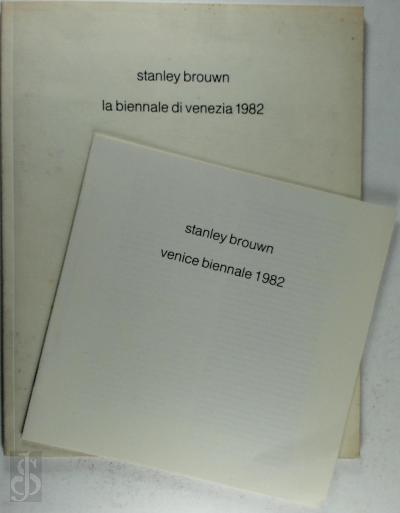 stanley brouwn
la biennale di venezia 1982
stanley brouwn
venice biennale 1982